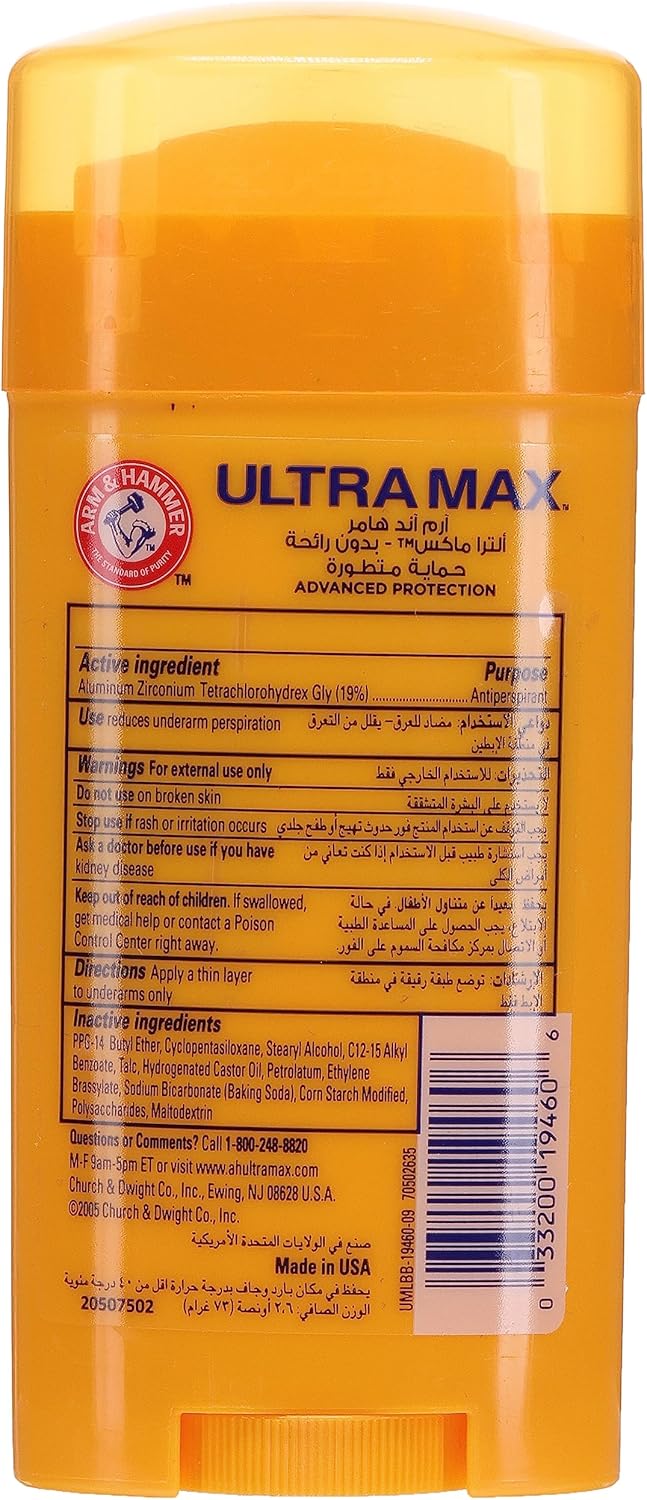 ARM & HAMMER
THE STANDARD OF PURITY
TM
TM
ULTRA MAX™
آرم آند هامر
ألترا ماكس™ - بدون رائحة
حماية متطورة
ADVANCED PROTECTION
Active ingredient Purpose
Aluminum Zirconium Tetrachlorohydrex Gly (19%) ............................ Antiperspirant
Use reduces underarm perspiration دواعي الاستخدام: مضاد للعرق – يقلل من التعرق
في منطقة الإبطين
Warnings For external use only التحذيرات: للاستخدام الخارجي فقط
Do not use on broken skin لا يستخدم على البشرة المتشققة
Stop use if rash or irritation occurs يجب التوقف عن استخدام المنتج فور حدوث تهيج أو طفح جلدي
Ask a doctor before use if you have يجب استشارة طبيب قبل الاستخدام إذا كنت تعاني من
kidney disease أمراض الكلى
Keep out of reach of children. If swallowed, يحفظ بعيداً عن متناول الأطفال. في حالة
get medical help or contact a Poison الابتلاع، يجب الحصول على المساعدة الطبية
Control Center right away. أو الاتصال بمركز مكافحة السموم على الفور.
Directions Apply a thin layer الإرشادات: توضع طبقة رقيقة في منطقة
to underarms only الإبط فقط
Inactive ingredients
PPG-14 Butyl Ether, Cyclopentasiloxane, Stearyl Alcohol, C12-15 Alkyl
Benzoate, Talc, Hydrogenated Castor Oil, Petrolatum, Ethylene
Brassylate, Sodium Bicarbonate (Baking Soda), Corn Starch Modified,
Polysaccharides, Maltodextrin
Questions or Comments? Call 1-800-248-8820
M-F 9am-5pm ET or visit www.ahultramax.com
Church & Dwight Co., Inc., Ewing, NJ 08628 U.S.A.
©2005 Church & Dwight Co., Inc.
صنع في الولايات المتحدة الأمريكية
Made in USA
يحفظ في مكان بارد وجاف بدرجة حرارة اقل من ٤٠ درجة مئوية
20507502 الوزن الصافي: ٢،٦ أونصة (٧٣ غرام)
UMLBB-19460-09 70502635
0 33200 19460 6